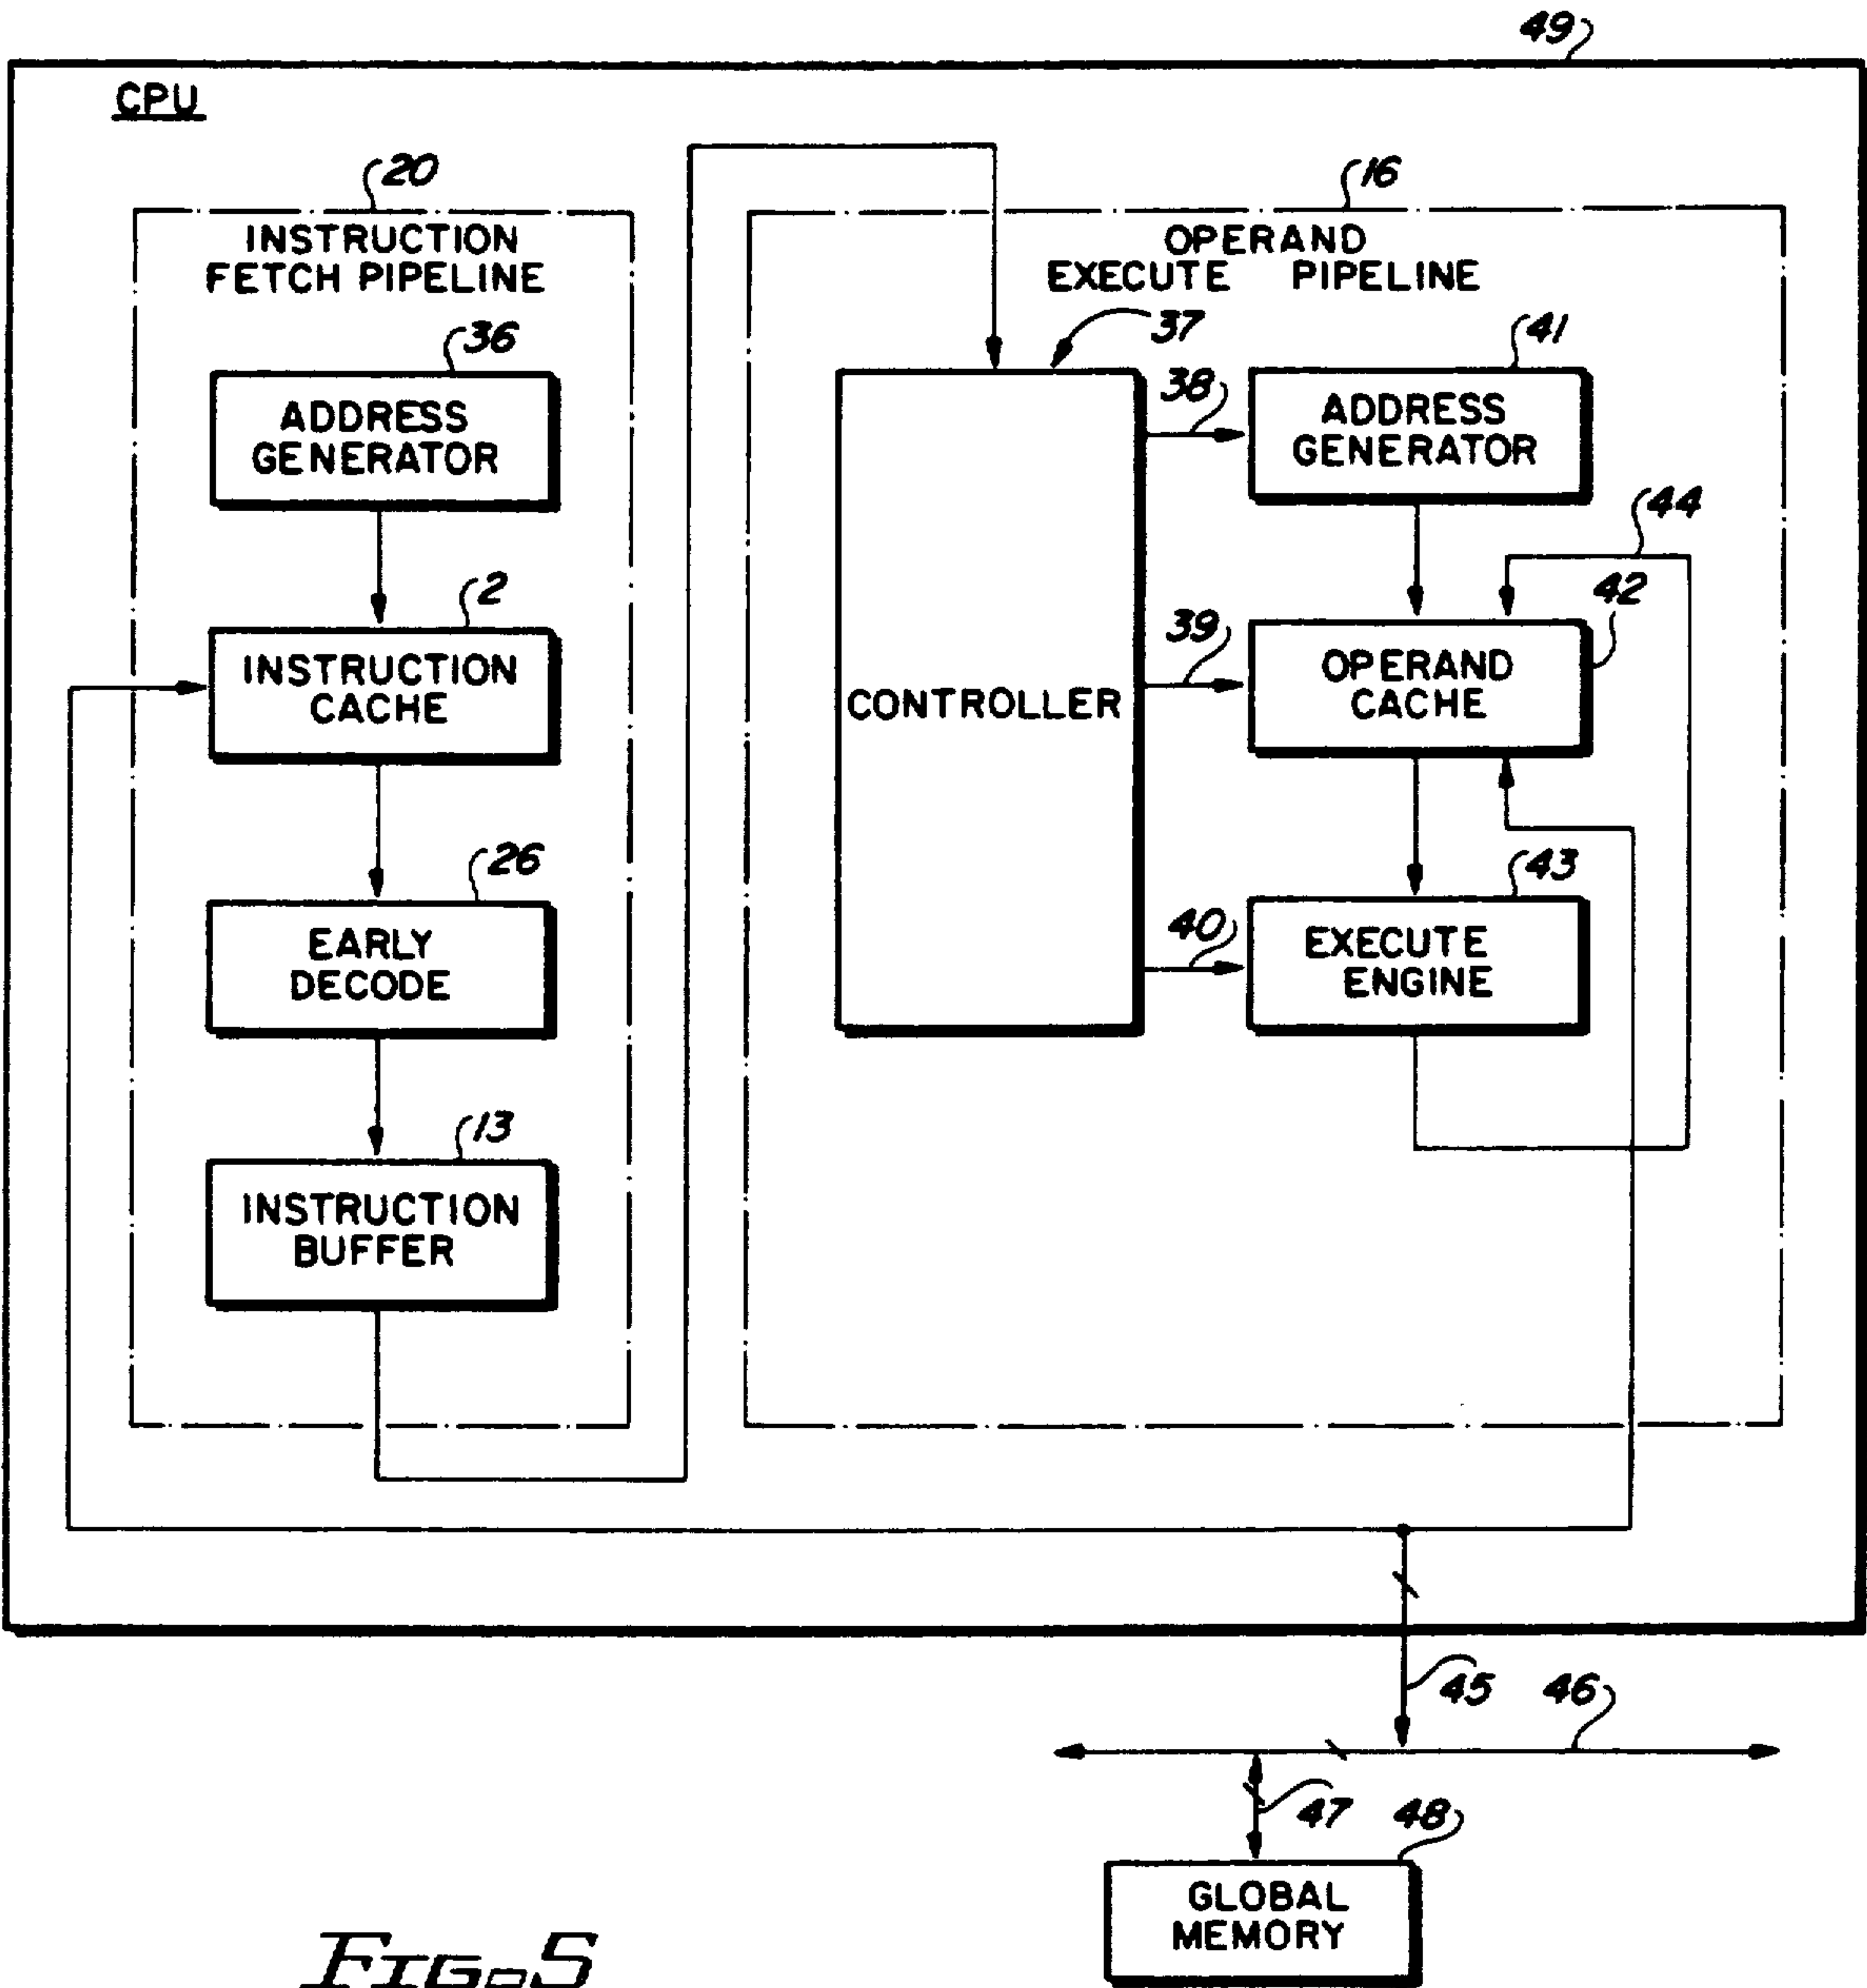 49
CPU
20
16
INSTRUCTION
FETCH PIPELINE
OPERAND
EXECUTE PIPELINE
36
37
41
ADDRESS
GENERATOR
38
ADDRESS
GENERATOR
44
2
39
42
INSTRUCTION
CACHE
CONTROLLER
OPERAND
CACHE
26
43
EARLY
DECODE
40
EXECUTE
ENGINE
13
INSTRUCTION
BUFFER
45
46
47
48
GLOBAL
MEMORY
FIG. 5